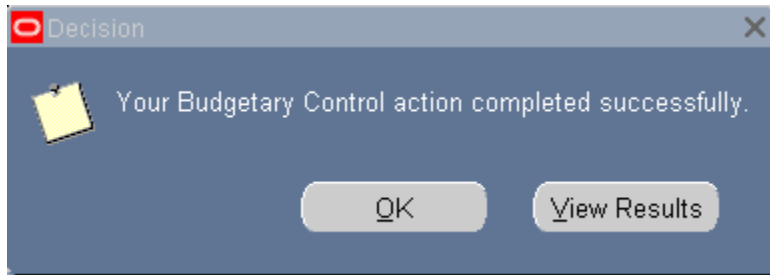 Decision
Your Budgetary Control action completed successfully.
OK
View Results